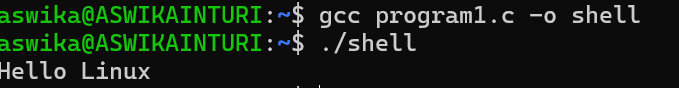 aswika@ASWIKAINTURI:~$ gcc program1.c -o shell
aswika@ASWIKAINTURI:~$ ./shell
Hello Linux